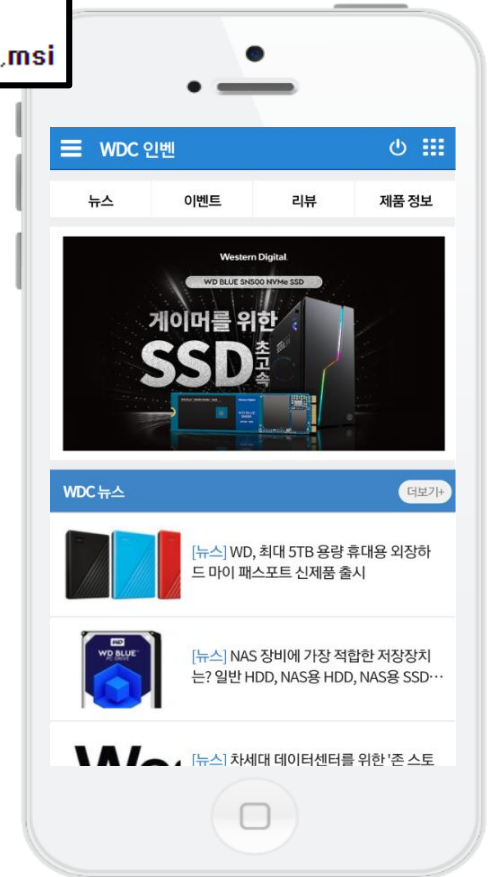 ,msi
WDC 인벤
뉴스 이벤트 리뷰 제품 정보
Western Digital.
WD BLUE SN500 NVMe SSD
게이머를 위한
SSD 초고속
WDC 뉴스
더보기+
[뉴스] WD, 최대 5TB 용량 휴대용 외장하
드 마이 패스포트 신제품 출시
WD
WD BLUE
[뉴스] NAS 장비에 가장 적합한 저장장치
는? 일반 HDD, NAS용 HDD, NAS용 SSD…
[뉴스] 차세대 데이터센터를 위한 '존 스토